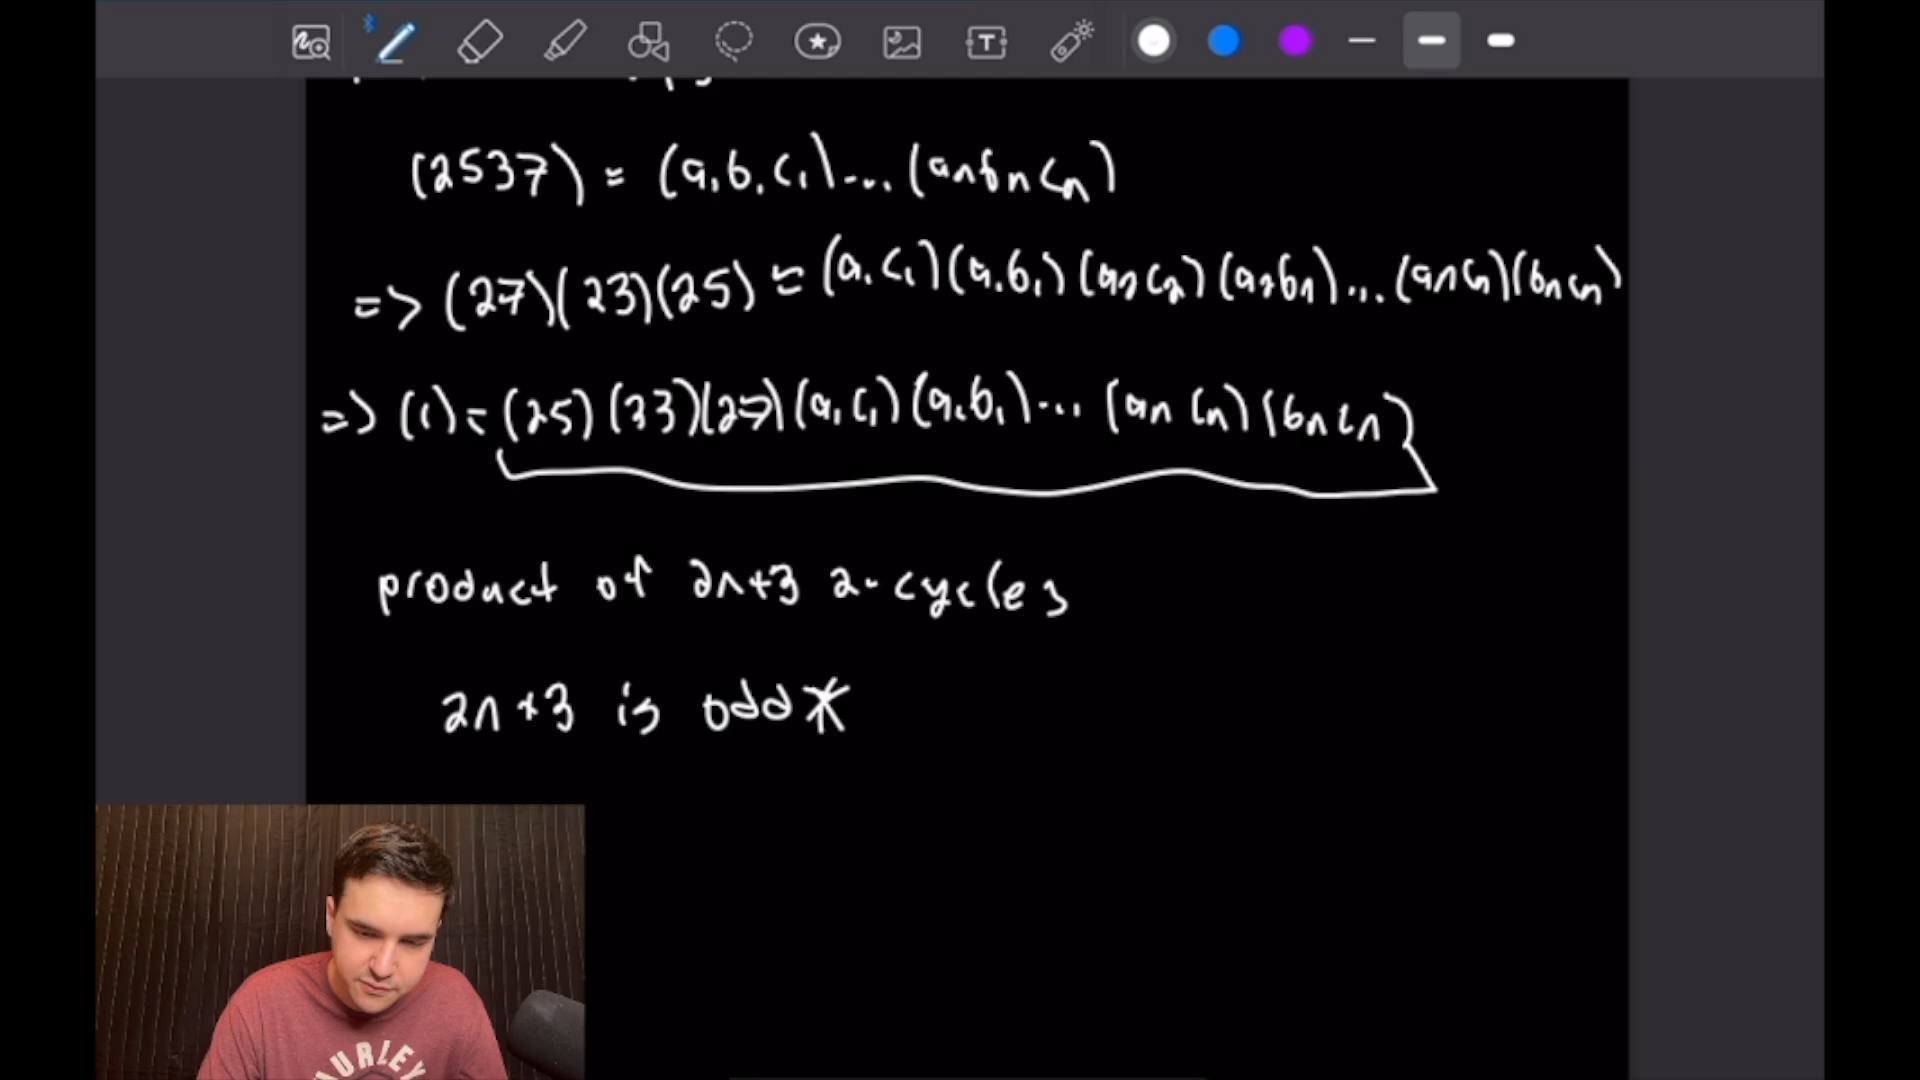 (2537) = (a₁b₁c₁)... (anbncn)
=> (27)(23)(25) = (a₁c₁)(a₁b₁)(a₂c₂)(a₂b₂)...(ancn)(bncn)
=> (1) = (25)(23)(27)(a₁c₁)(a₁b₁)... (ancn)(bncn)
product of 2n+3 2-cycles
2n+3 is odd*
HURLEY